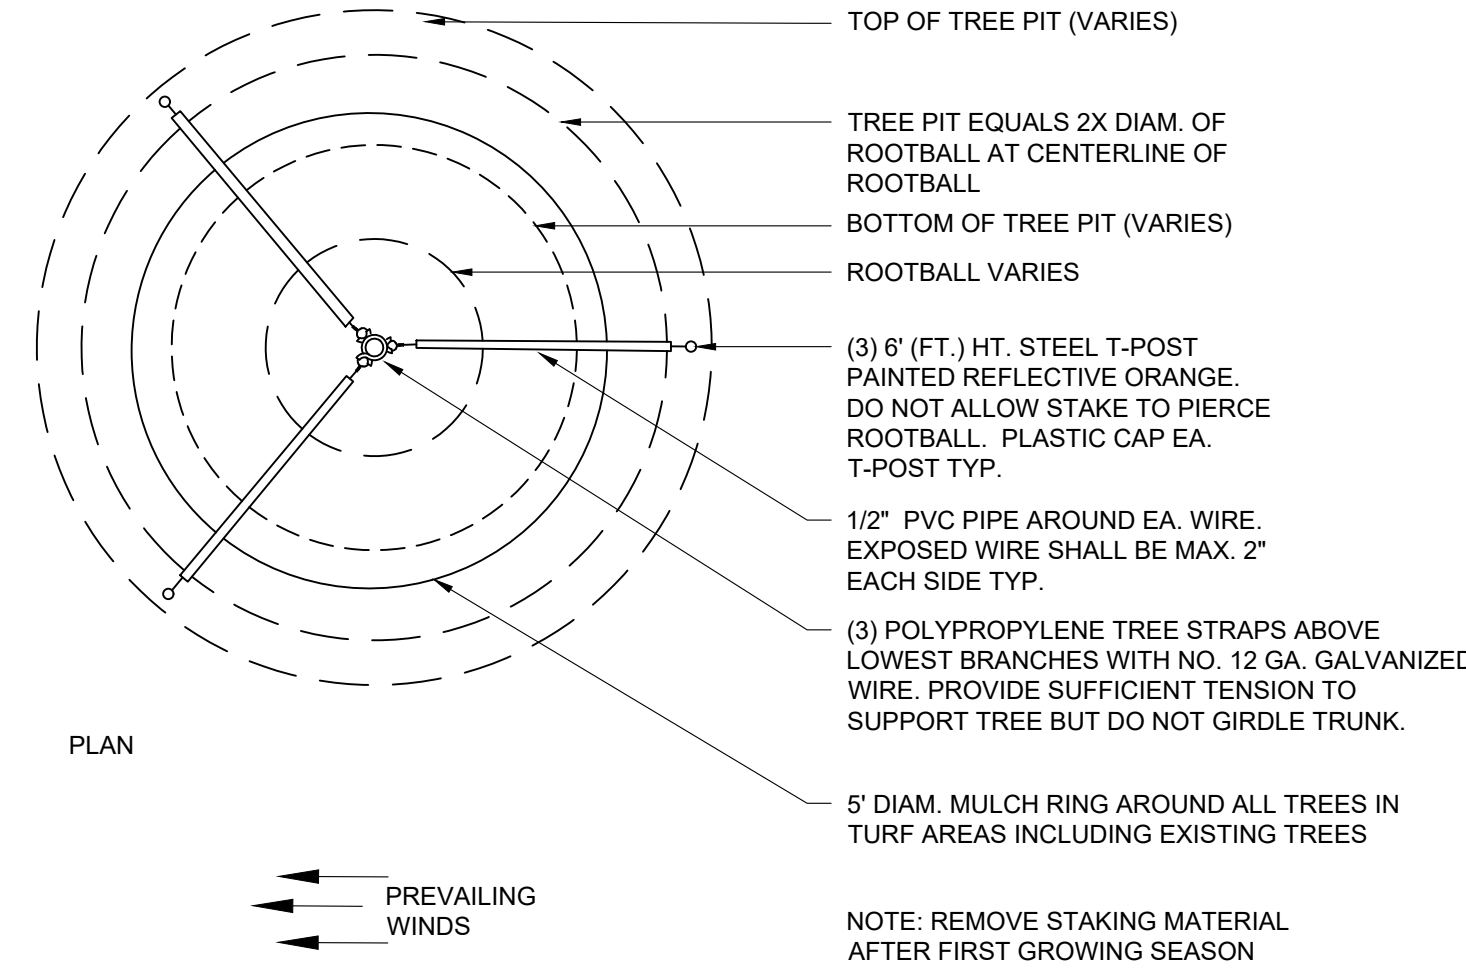 TOP OF TREE PIT (VARIES)
TREE PIT EQUALS 2X DIAM. OF
ROOTBALL AT CENTERLINE OF
ROOTBALL
BOTTOM OF TREE PIT (VARIES)
ROOTBALL VARIES
(3) 6' (FT.) HT. STEEL T-POST
PAINTED REFLECTIVE ORANGE.
DO NOT ALLOW STAKE TO PIERCE
ROOTBALL.  PLASTIC CAP EA.
T-POST TYP.
1/2"  PVC PIPE AROUND EA. WIRE.
EXPOSED WIRE SHALL BE MAX. 2"
EACH SIDE TYP.
(3) POLYPROPYLENE TREE STRAPS ABOVE
LOWEST BRANCHES WITH NO. 12 GA. GALVANIZED
WIRE. PROVIDE SUFFICIENT TENSION TO
SUPPORT TREE BUT DO NOT GIRDLE TRUNK.
PLAN
5' DIAM. MULCH RING AROUND ALL TREES IN
TURF AREAS INCLUDING EXISTING TREES
PREVAILING
WINDS
NOTE: REMOVE STAKING MATERIAL
AFTER FIRST GROWING SEASON